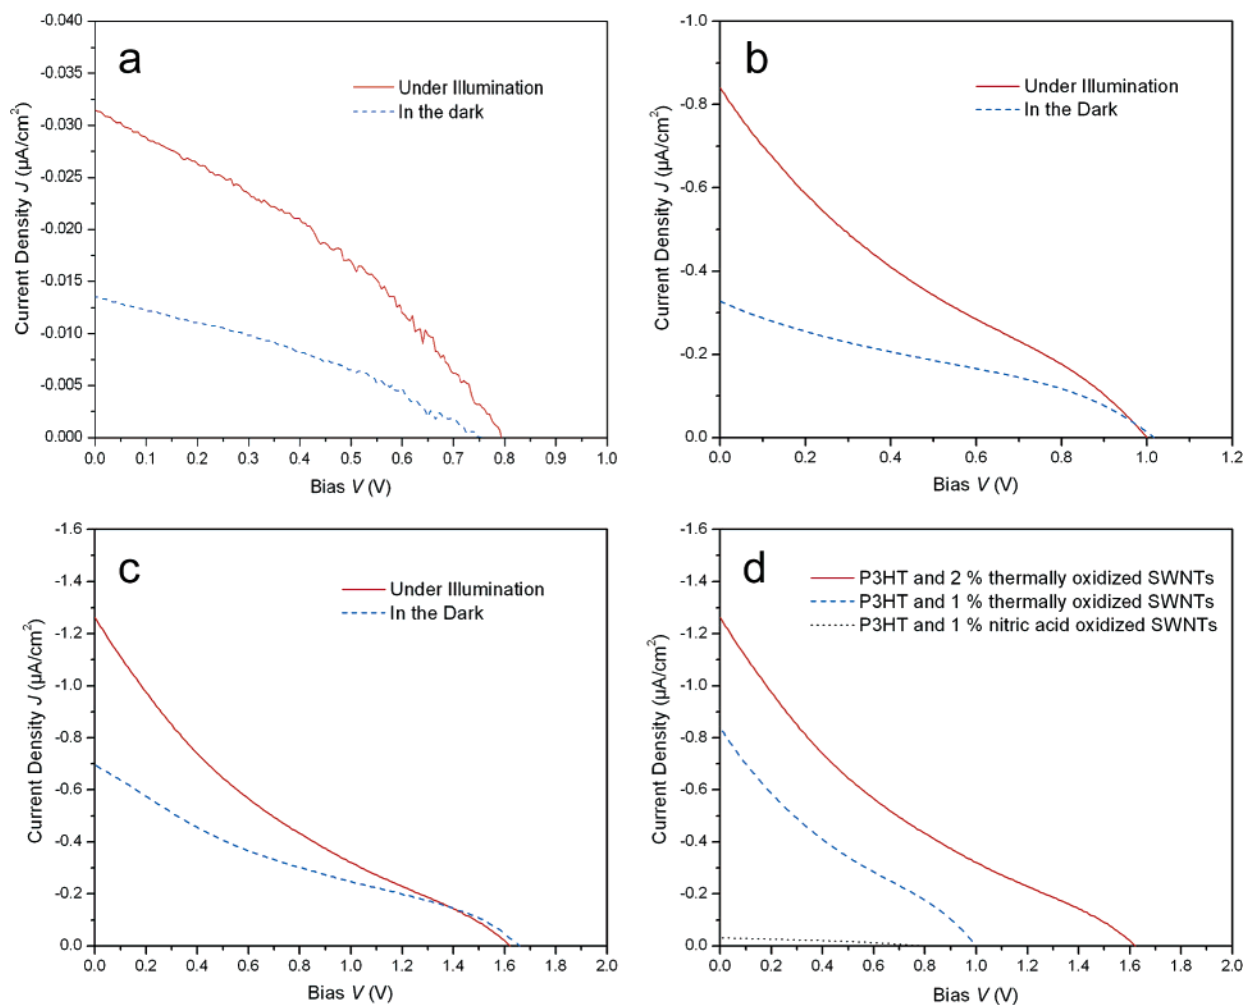 a
Under Illumination
In the dark
-0.040
-0.035
-0.030
-0.025
-0.020
-0.015
-0.010
-0.005
0.000
Current Density J (µA/cm²)
0.0 0.1 0.2 0.3 0.4 0.5 0.6 0.7 0.8 0.9 1.0
Bias V (V)
b
Under Illumination
In the Dark
-1.0
-0.8
-0.6
-0.4
-0.2
0.0
Current Density J (µA/cm²)
0.0 0.2 0.4 0.6 0.8 1.0 1.2
Bias V (V)
c
Under Illumination
In the Dark
-1.6
-1.4
-1.2
-1.0
-0.8
-0.6
-0.4
-0.2
0.0
Current Density J (µA/cm²)
0.0 0.2 0.4 0.6 0.8 1.0 1.2 1.4 1.6 1.8 2.0
Bias V (V)
d
P3HT and 2 % thermally oxidized SWNTs
P3HT and 1 % thermally oxidized SWNTs
P3HT and 1 % nitric acid oxidized SWNTs
-1.6
-1.4
-1.2
-1.0
-0.8
-0.6
-0.4
-0.2
0.0
Current Density (µA/cm²)
0.0 0.2 0.4 0.6 0.8 1.0 1.2 1.4 1.6 1.8 2.0
Bias V (V)